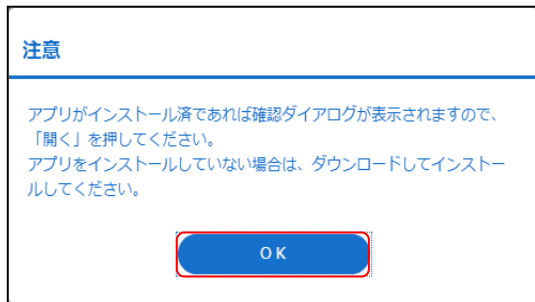 注意
アプリがインストール済であれば確認ダイアログが表示されますので、
「開く」を押してください。
アプリをインストールしていない場合は、ダウンロードしてインストー
ルしてください。
OK